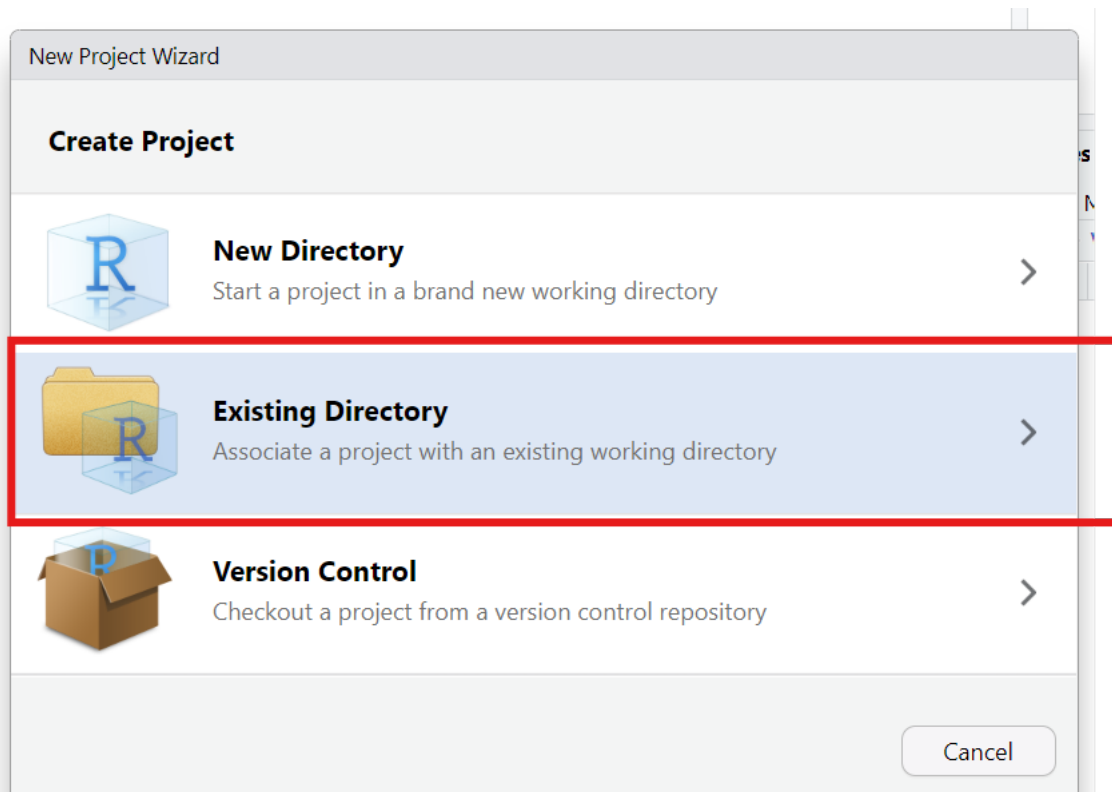 New Project Wizard
Create Project
R
New Directory
Start a project in a brand new working directory
R
Existing Directory
Associate a project with an existing working directory
R
Version Control
Checkout a project from a version control repository
Cancel